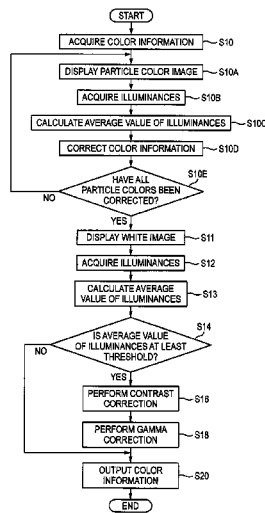 START
ACQUIRE COLOR INFORMATION
S10
DISPLAY PARTICLE COLOR IMAGE
S10A
ACQUIRE ILLUMINANCES
S10B
CALCULATE AVERAGE VALUE OF ILLUMINANCES
S10C
CORRECT COLOR INFORMATION
S10D
S10E
HAVE ALL
PARTICLE COLORS BEEN
CORRECTED?
NO
YES
DISPLAY WHITE IMAGE
S11
ACQUIRE ILLUMINANCES
S12
CALCULATE AVERAGE
VALUE OF ILLUMINANCES
S13
S14
IS AVERAGE VALUE
OF ILLUMINANCES AT LEAST
THRESHOLD?
NO
YES
PERFORM CONTRAST
CORRECTION
S16
PERFORM GAMMA
CORRECTION
S18
OUTPUT COLOR
INFORMATION
S20
END